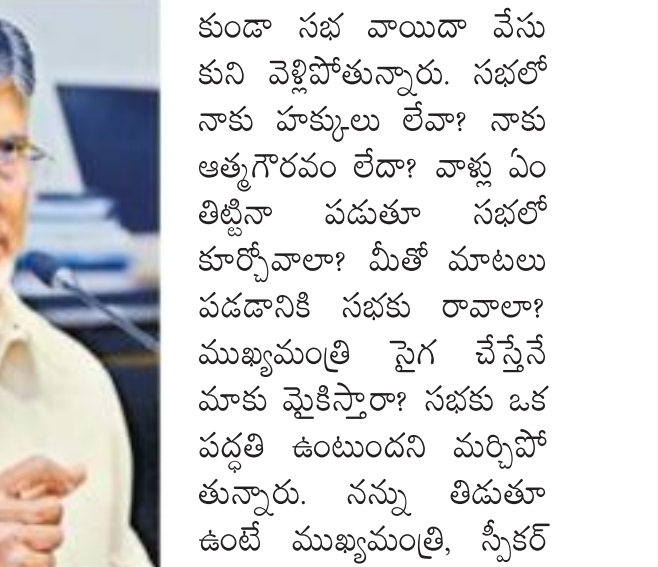 కుండా సభ వాయిదా వేసు
కుని వెళ్లిపోతున్నారు. సభలో
నాకు హక్కులు లేవా? నాకు
ఆత్మగౌరవం లేదా? వాళ్లు ఏం
తిట్టినా పడుతూ సభలో
కూర్చోవాలా? మీతో మాటలు
పడడానికి సభకు రావాలా?
ముఖ్యమంత్రి సైగ చేస్తేనే
మాకు మైకిస్తారా? సభకు ఒక
పద్ధతి ఉంటుందని మర్చిపో
తున్నారు. నన్ను తిడుతూ
ఉంటే ముఖ్యమంత్రి, స్పీకర్